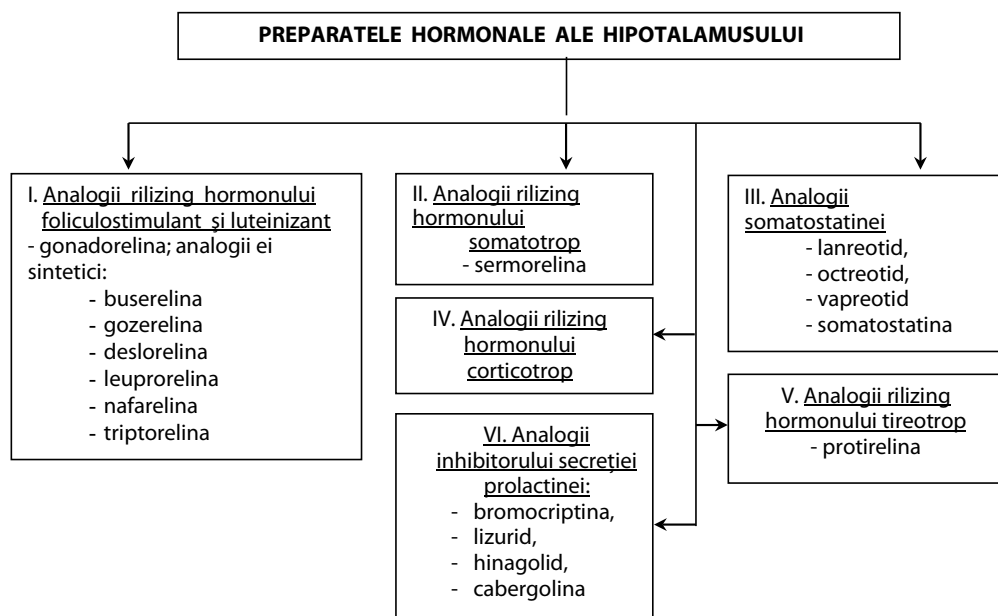 PREPARATELE HORMONALE ALE HIPOTALAMUSULUI
I. Analogii rilizing hormonului
foliculostimulant şi luteinizant
- gonadorelina; analogii ei
sintetici:
- buserelina
- gozerelina
- deslorelina
- leuprorelina
- nafarelina
- triptorelina
II. Analogii rilizing
hormonului
somatotrop
- sermorelina
III. Analogii
somatostatinei
- lanreotid,
- octreotid,
- vapreotid
- somatostatina
IV. Analogii rilizing
hormonului
corticotrop
V. Analogii rilizing
hormonului tireotrop
- protirelina
VI. Analogii
inhibitorului secreţiei
prolactinei:
- bromocriptina,
- lizurid,
- hinagolid,
- cabergolina